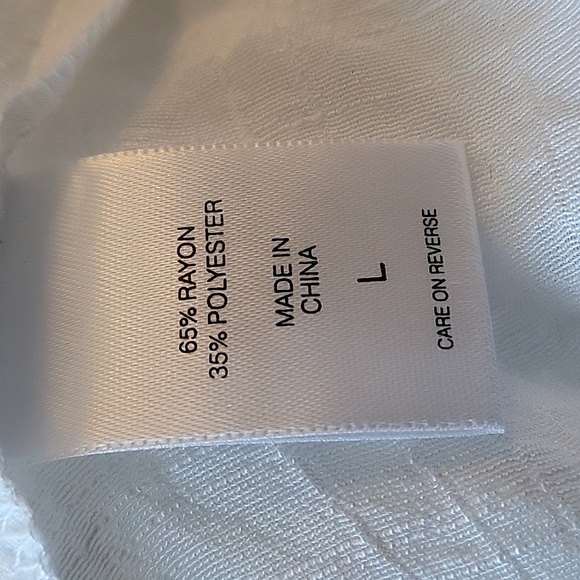 65% RAYON
35% POLYESTER
MADE IN
CHINA
L
CARE ON REVERSE